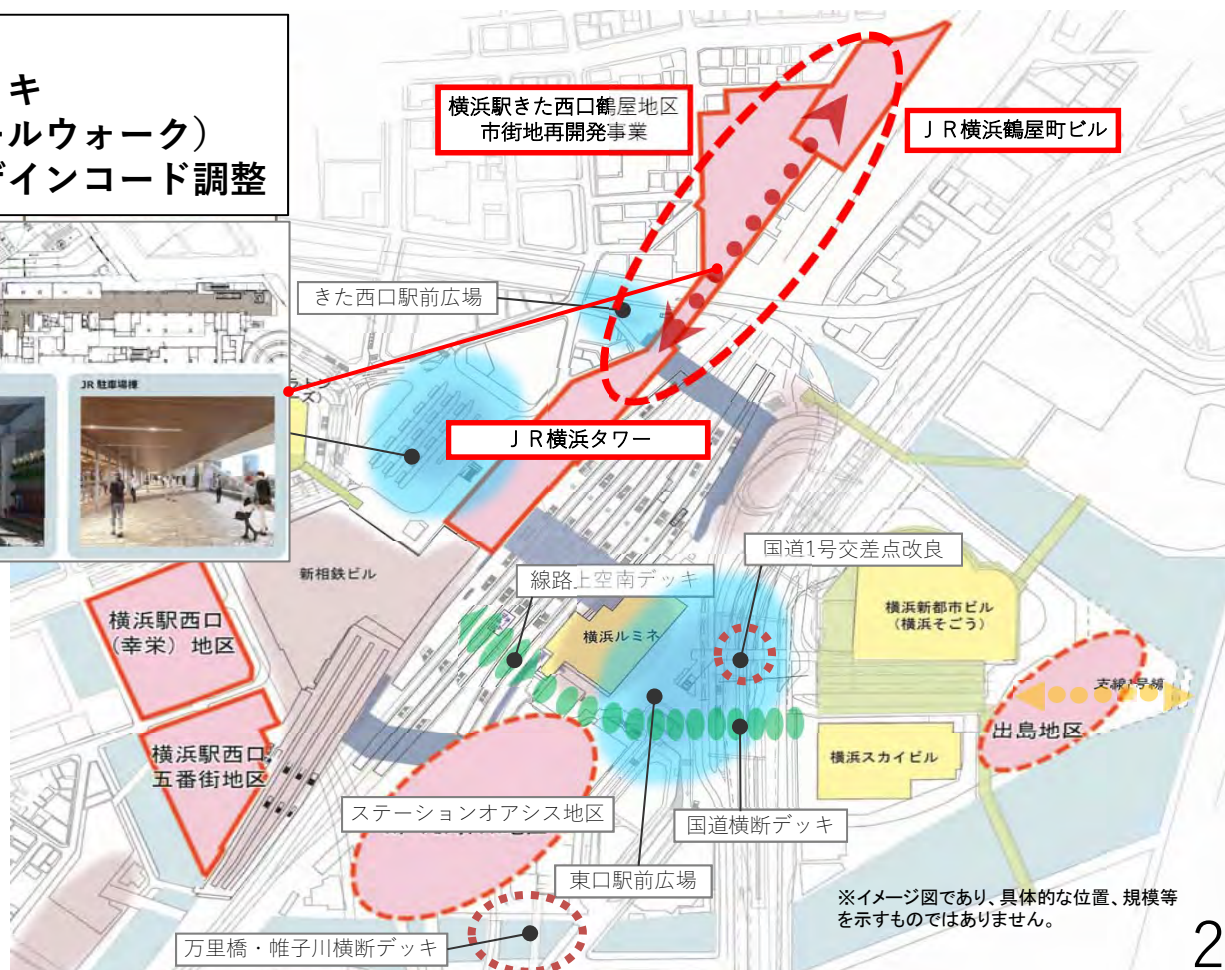 キ
ールウォーク）
ザインコード調整
横浜駅きた西口鶴屋地区
市街地再開発事業
ＪＲ横浜鶴屋町ビル
きた西口駅前広場
JR 駐車場棟
ＪＲ横浜タワー
国道1号交差点改良
新相鉄ビル
線路上空南デッキ
横浜駅西口
（幸栄）地区
横浜ルミネ
横浜新都市ビル
（横浜そごう）
支線1号線
出島地区
横浜駅西口
五番街地区
横浜スカイビル
ステーションオアシス地区
国道横断デッキ
東口駅前広場
※イメージ図であり、具体的な位置、規模等
を示すものではありません。
万里橋・帷子川横断デッキ
2